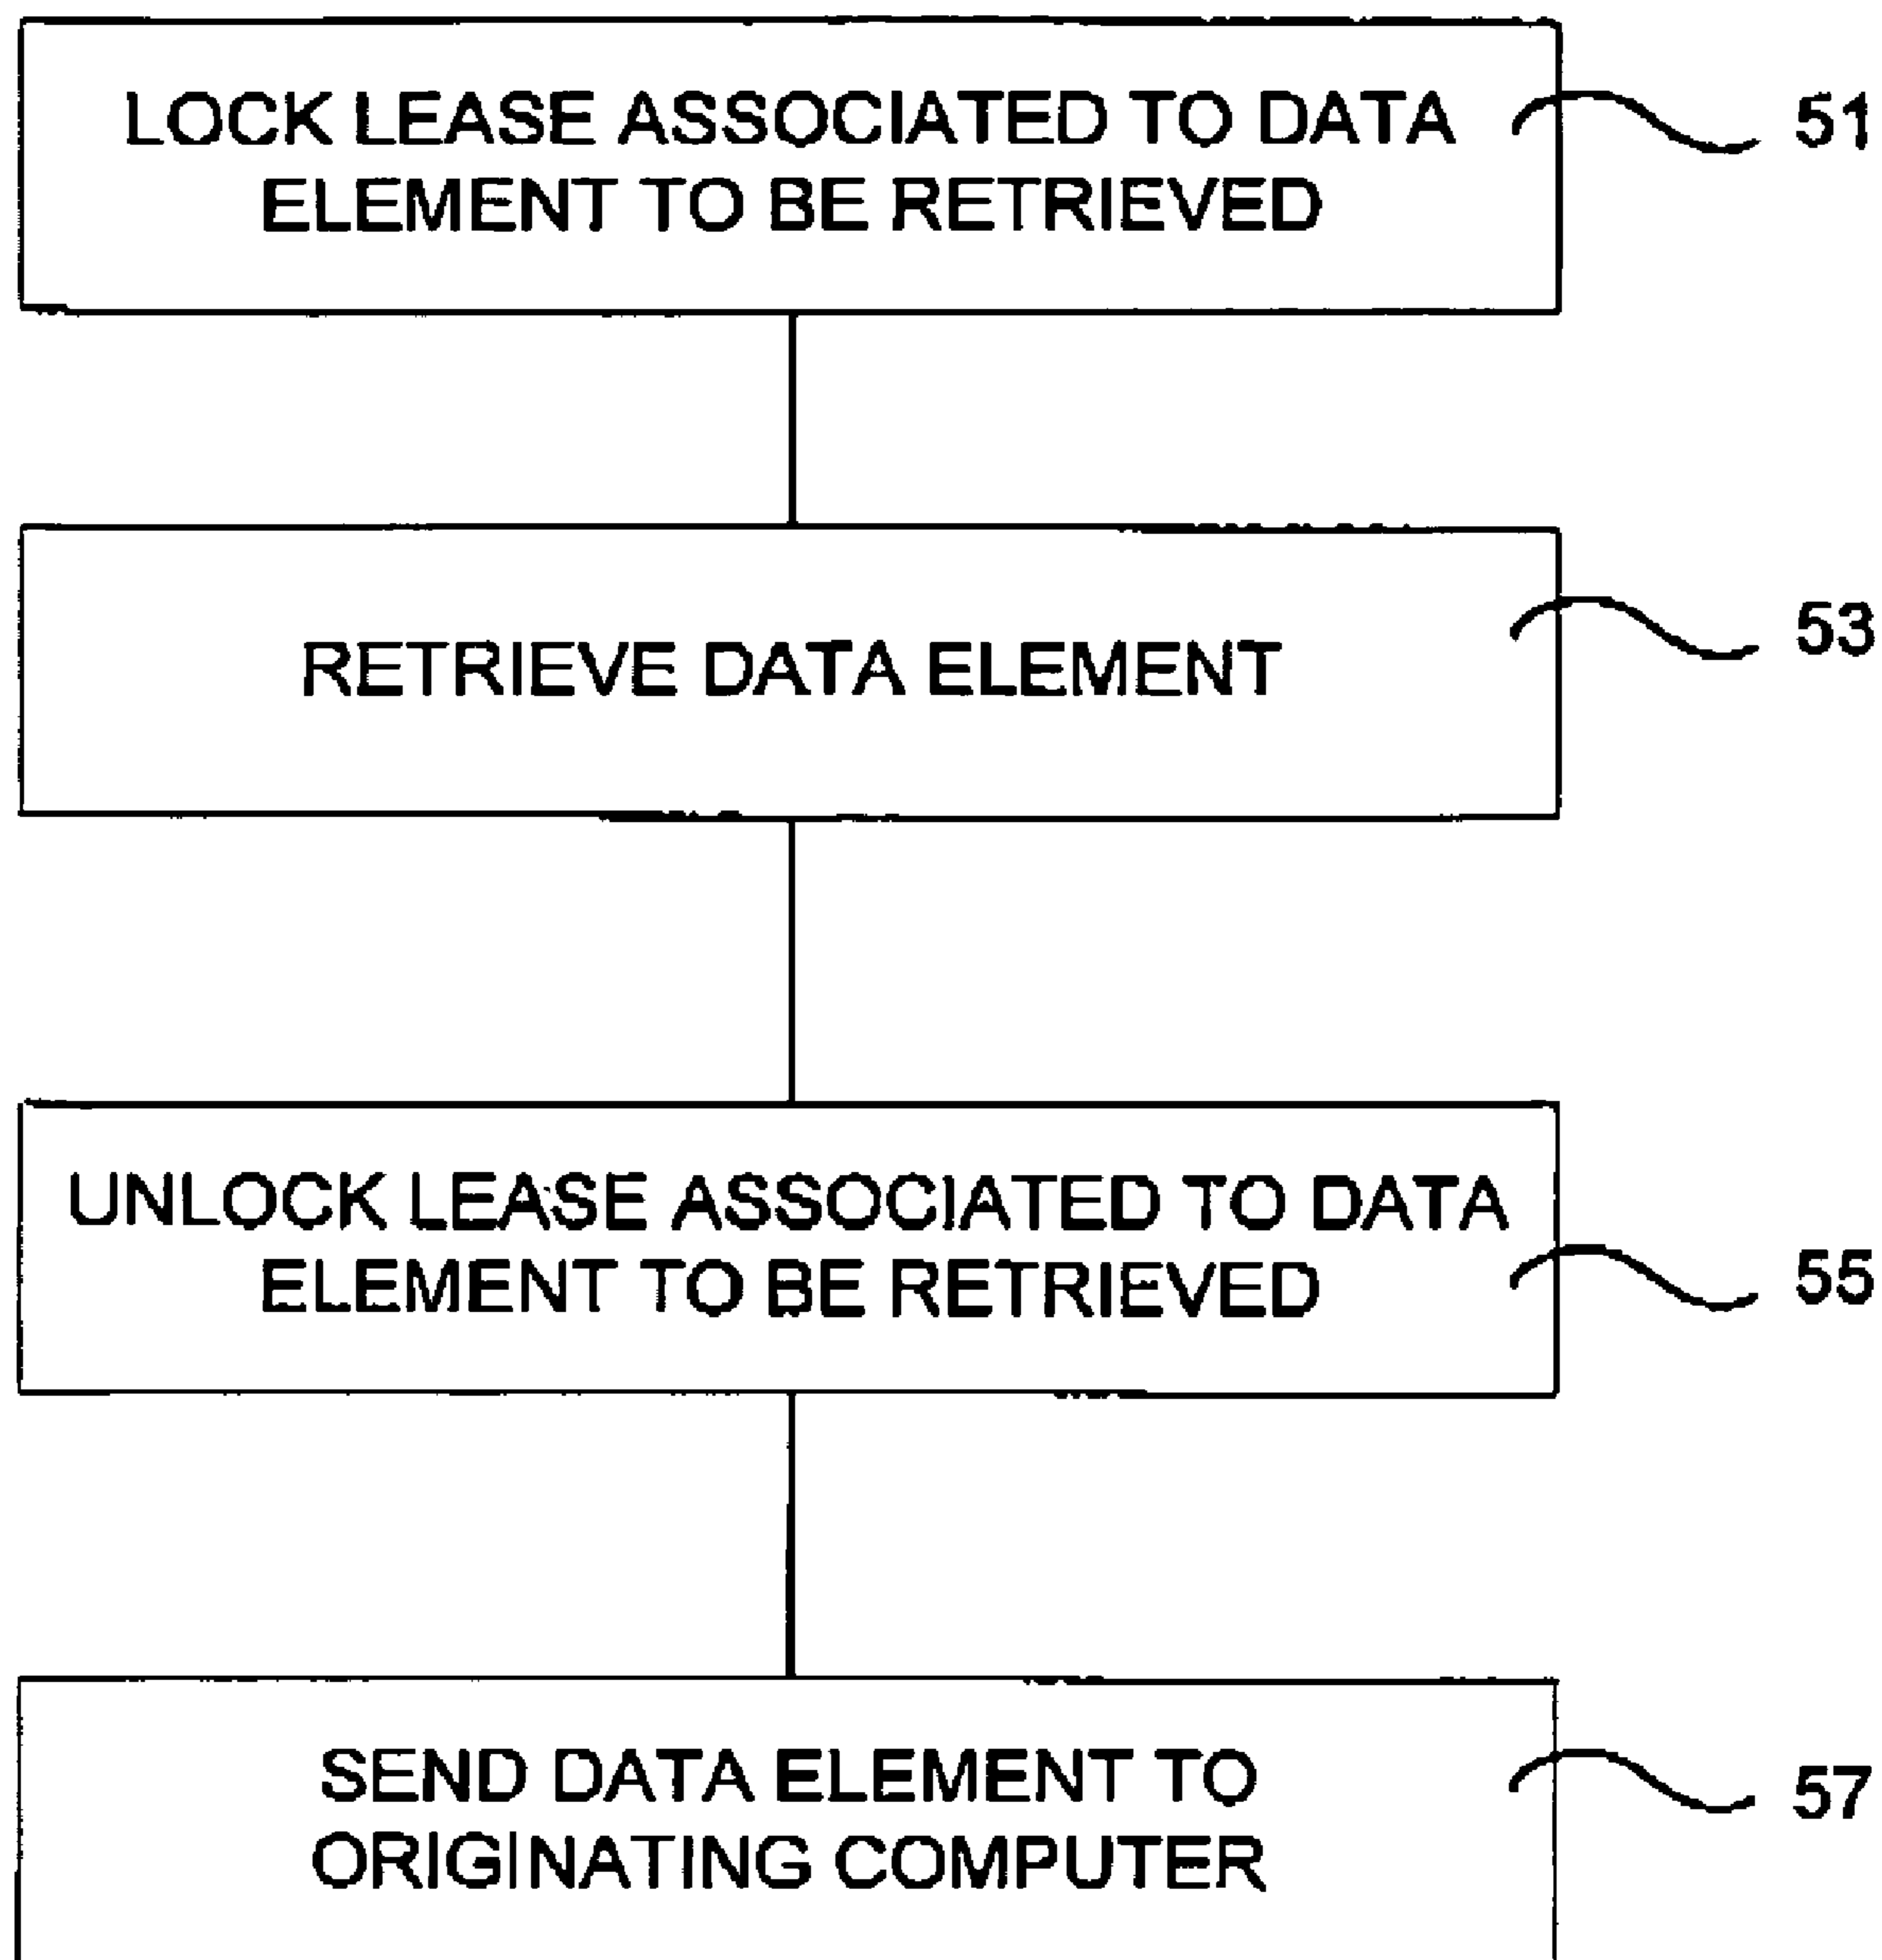 LOCK LEASE ASSOCIATED TO DATA
ELEMENT TO BE RETRIEVED
51
RETRIEVE DATA ELEMENT
53
UNLOCK LEASE ASSOCIATED TO DATA
ELEMENT TO BE RETRIEVED
55
SEND DATA ELEMENT TO
ORIGINATING COMPUTER
57